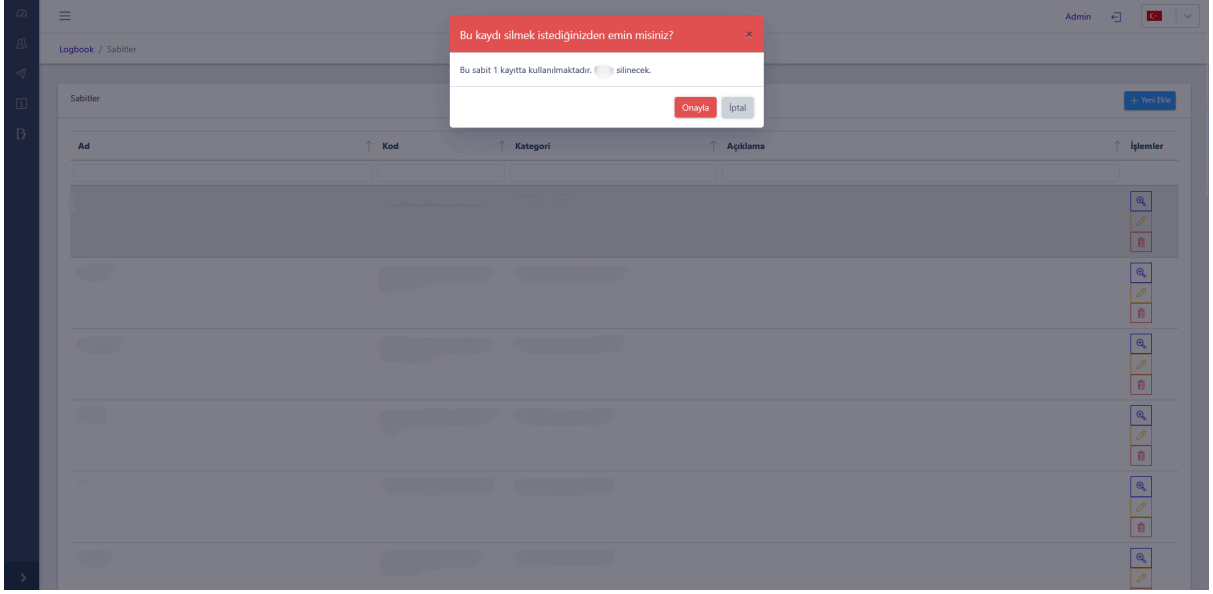 Admin
Bu kaydı silmek istediğinizden emin misiniz?
Logbook / Sabitler
Bu sabit 1 kayıtta kullanılmaktadır. silinecek.
Onayla İptal
Sabitler
+ Yeni Ekle
Ad Kod Kategori Açıklama İşlemler